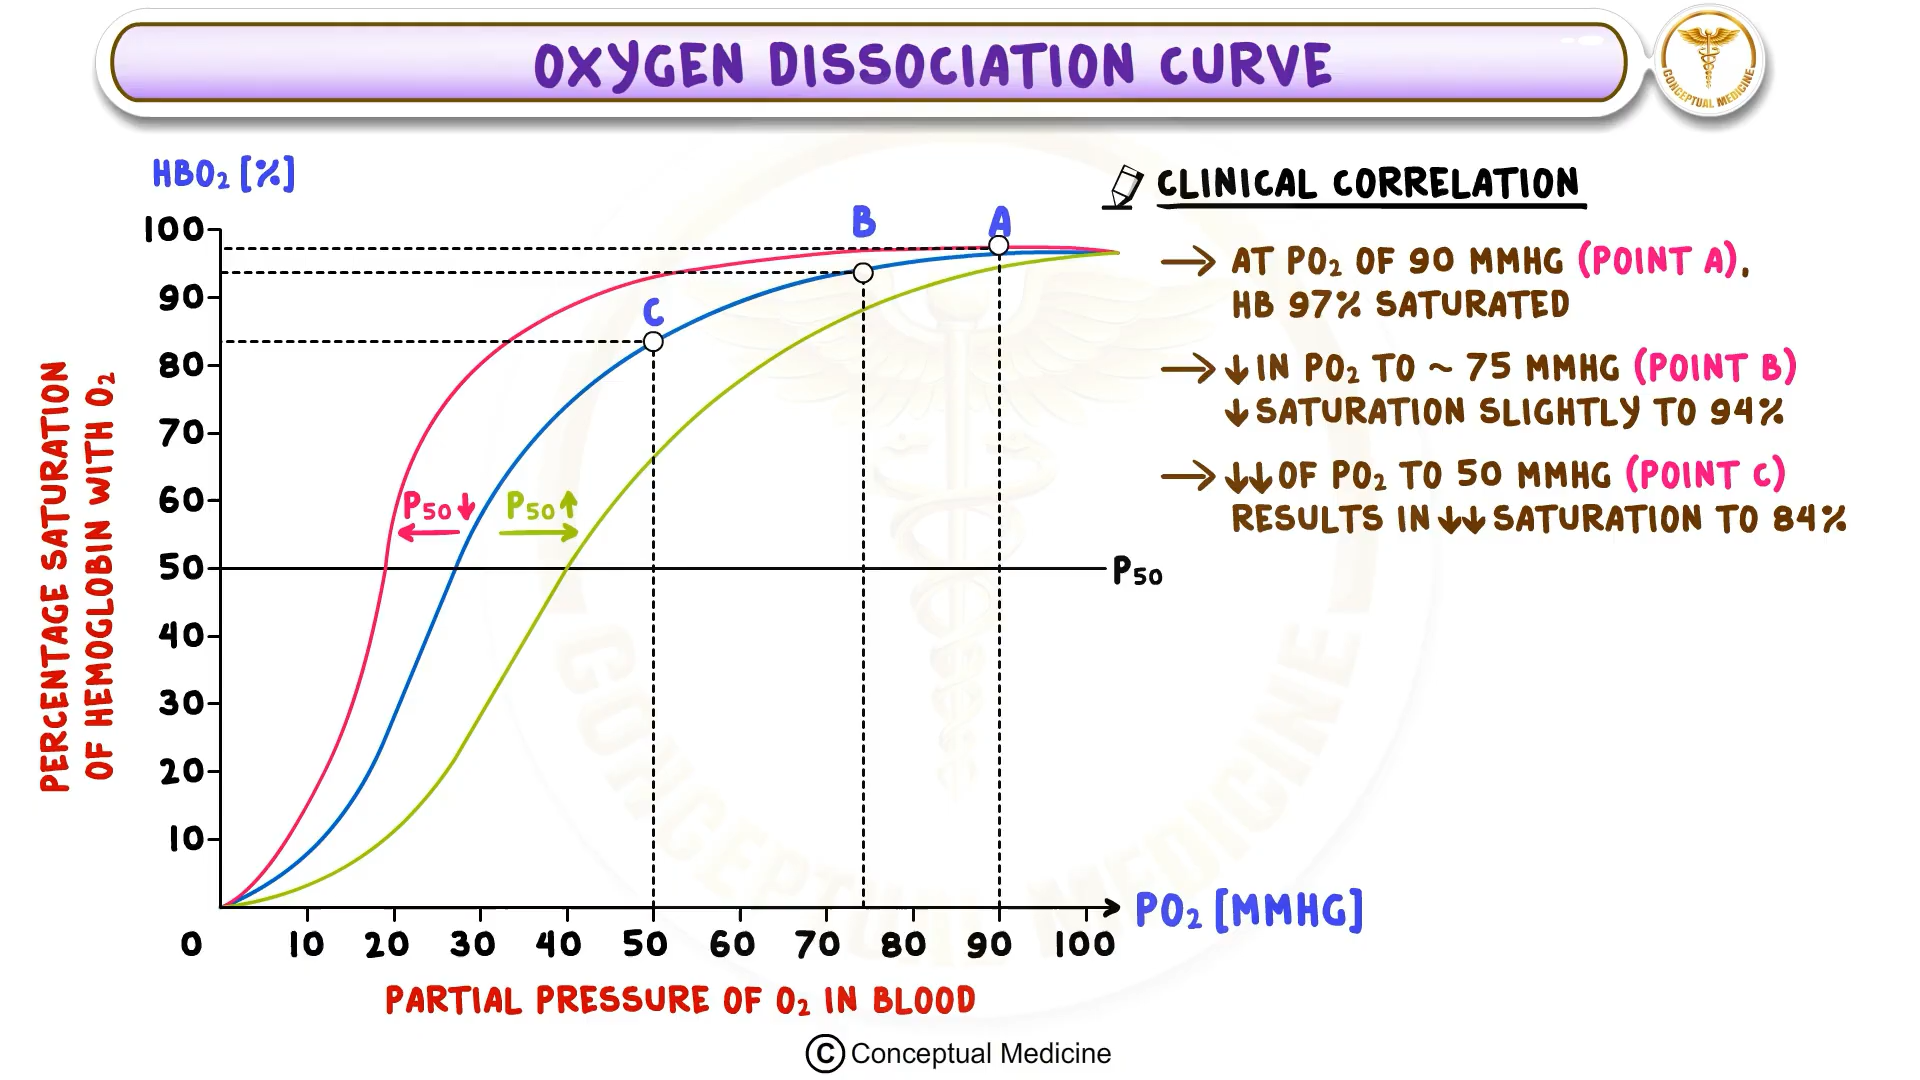 OXYGEN DISSOCIATION CURVE
CONCEPTUAL MEDICINE
HBO₂ [%]
100
90
80
70
60
50
40
30
20
10
0
10 20 30 40 50 60 70 80 90 100
PERCENTAGE SATURATION
OF HEMOGLOBIN WITH O₂
C
B
A
P₅₀↓
P₅₀↑
P₅₀
PO₂ [MMHG]
PARTIAL PRESSURE OF O₂ IN BLOOD
CLINICAL CORRELATION
→ AT PO₂ OF 90 MMHG (POINT A),
HB 97% SATURATED
→ ↓ IN PO₂ TO ~ 75 MMHG (POINT B)
↓ SATURATION SLIGHTLY TO 94%
→ ↓↓ OF PO₂ TO 50 MMHG (POINT C)
RESULTS IN ↓↓ SATURATION TO 84%
CONCEPTUAL MEDICINE
© Conceptual Medicine